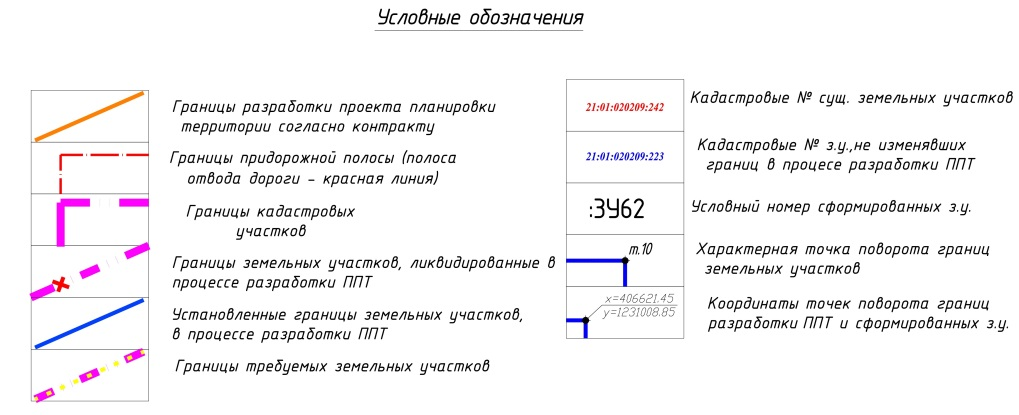 Условные обозначения
Границы разработки проекта планировки
территории согласно контракту
Границы придорожной полосы (полоса
отвода дороги - красная линия)
Границы кадастровых
участков
Границы земельных участков, ликвидированные в
процессе разработки ППТ
Установленные границы земельных участков,
в процессе разработки ППТ
Границы требуемых земельных участков
21:01:020209:242
Кадастровые № сущ. земельных участков
21:01:020209:223
Кадастровые № з.у.,не изменявших
границ в процесе разработки ППТ
:ЗУ62
Условный номер сформированных з.у.
т.10
Характерная точка поворота границ
земельных участков
x=406621.45
y=1231008.85
Координаты точек поворота границ
разработки ППТ и сформированных з.у.